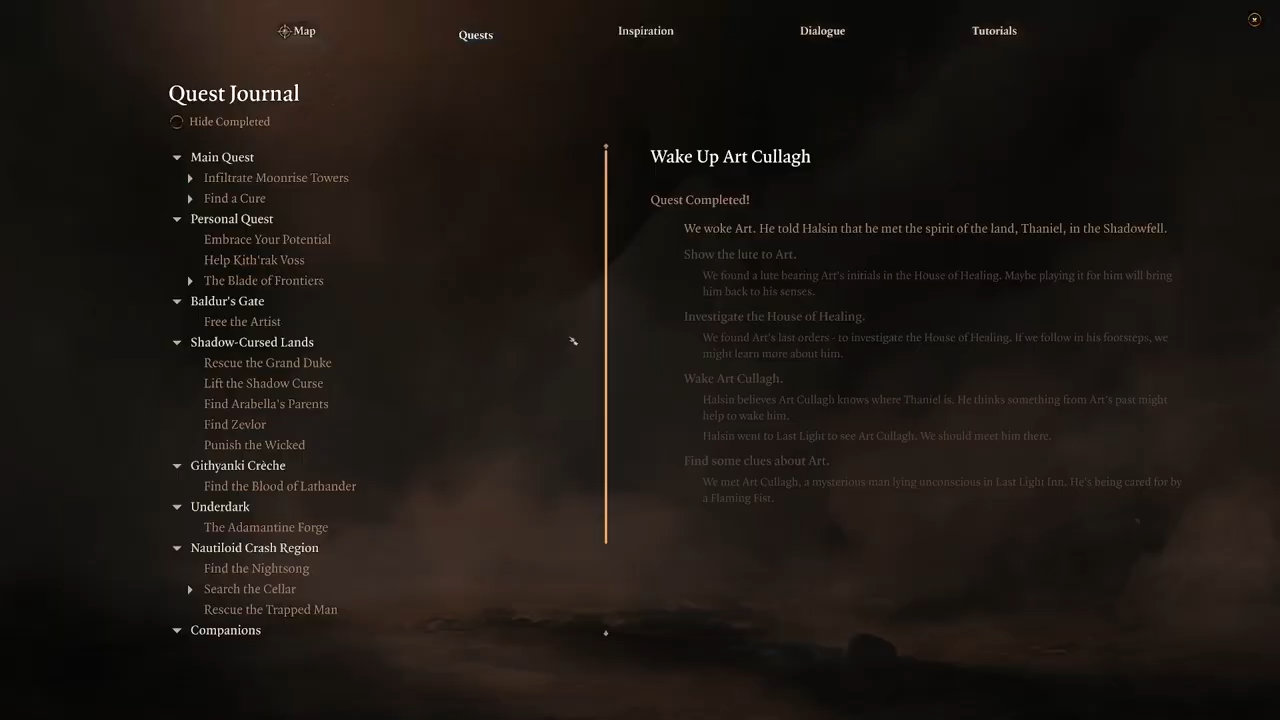 Map
Quests
Inspiration
Dialogue
Tutorials
Quest Journal
Hide Completed
Main Quest
Infiltrate Moonrise Towers
Find a Cure
Personal Quest
Embrace Your Potential
Help Kith'rak Voss
The Blade of Frontiers
Baldur's Gate
Free the Artist
Shadow-Cursed Lands
Rescue the Grand Duke
Lift the Shadow Curse
Find Arabella's Parents
Find Zevlor
Punish the Wicked
Githyanki Crèche
Find the Blood of Lathander
Underdark
The Adamantine Forge
Nautiloid Crash Region
Find the Nightsong
Search the Cellar
Rescue the Trapped Man
Companions
Wake Up Art Cullagh
Quest Completed!
We woke Art. He told Halsin that he met the spirit of the land, Thaniel, in the Shadowfell.
Show the lute to Art.
We found a lute bearing Art's initials in the House of Healing. Maybe playing it for him will bring
him back to his senses.
Investigate the House of Healing.
We found Art's last orders - to investigate the House of Healing. If we follow in his footsteps, we
might learn more about him.
Wake Art Cullagh.
Halsin believes Art Cullagh knows where Thaniel is. He thinks something from Art's past might
help to wake him.
Halsin went to Last Light to see Art Cullagh. We should meet him there.
Find some clues about Art.
We met Art Cullagh, a mysterious man lying unconscious in Last Light Inn. He's being cared for by
a Flaming Fist.